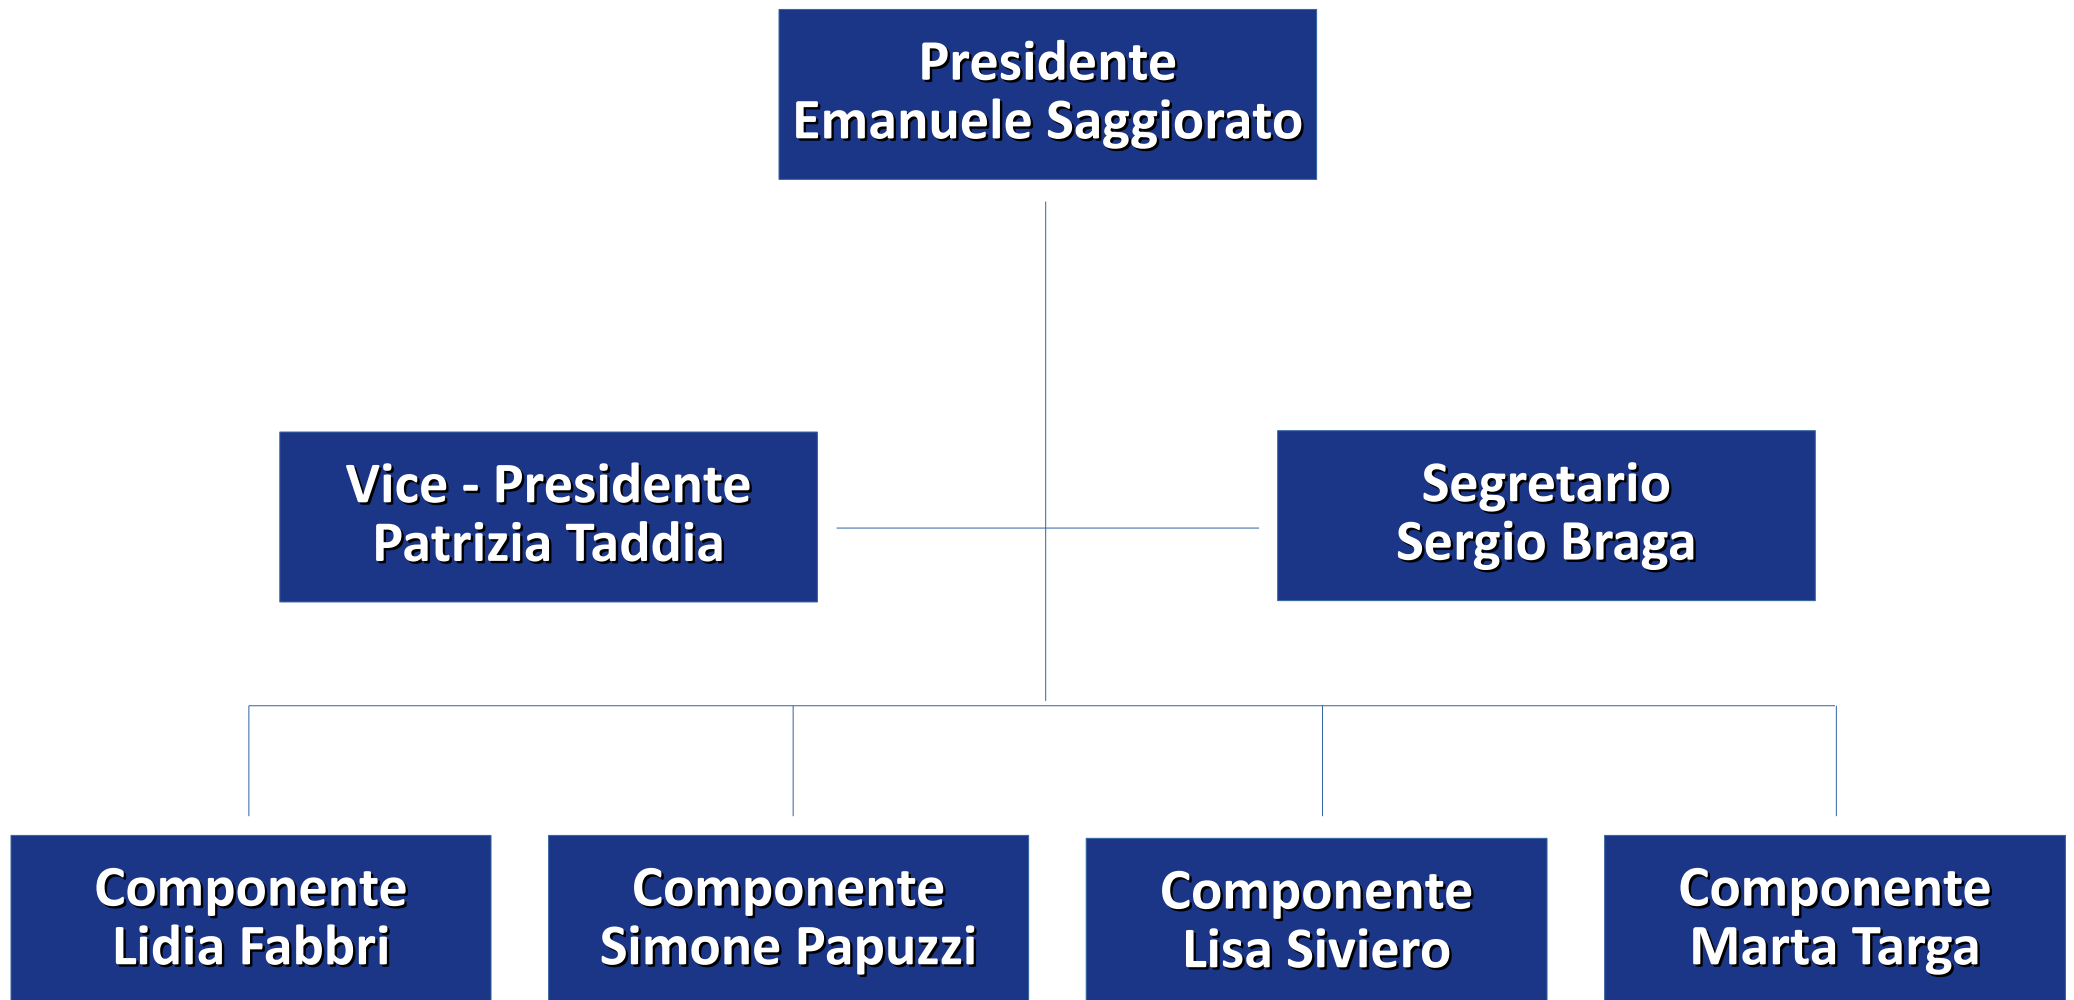 Presidente
Emanuele Saggiorato
Vice - Presidente
Patrizia Taddia
Segretario
Sergio Braga
Componente
Lidia Fabbri
Componente
Simone Papuzzi
Componente
Lisa Siviero
Componente
Marta Targa